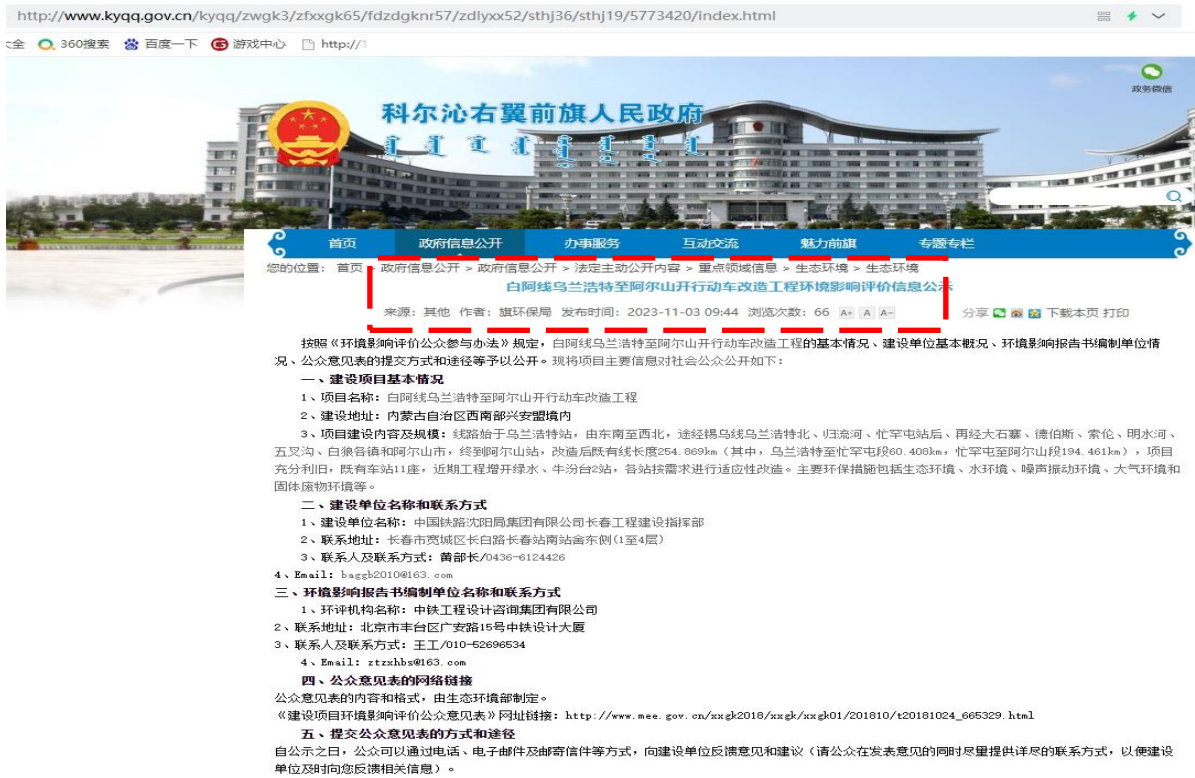 http://www.kyqq.gov.cn/kyqq/zwgk3/zfxxgk65/fdzdgknr57/zdlyxx52/sthj36/sthj19/5773420/index.html
大全 360搜索 百度一下 游戏中心 http://1
政务微信
科尔沁右翼前旗人民政府
首页 政府信息公开 办事服务 互动交流 魅力前旗 专题专栏
您的位置： 首页 > 政府信息公开 > 政府信息公开 > 法定主动公开内容 > 重点领域信息 > 生态环境 > 生态环境
白阿线乌兰浩特至阿尔山开行动车改造工程环境影响评价信息公示
来源：其他 作者：旗环保局 发布时间：2023-11-03 09:44 浏览次数：66 A+ A A- 分享 下载本页 打印
按照《环境影响评价公众参与办法》规定，白阿线乌兰浩特至阿尔山开行动车改造工程的基本情况、建设单位基本概况、环境影响报告书编制单位情
况、公众意见表的提交方式和途径等予以公开。现将项目主要信息对社会公众公开如下：
一、建设项目基本情况
1、项目名称：白阿线乌兰浩特至阿尔山开行动车改造工程
2、建设地址：内蒙古自治区西南部兴安盟境内
3、项目建设内容及规模：线路始于乌兰浩特站，由东南至西北，途经锡乌线乌兰浩特北、归流河、忙罕屯站后、再经大石寨、德伯斯、索伦、明水河、
五叉沟、白狼各镇和阿尔山市，终到阿尔山站，改造后既有线长度254.869km（其中，乌兰浩特至忙罕屯段60.408km，忙罕屯至阿尔山段194.461km），项目
充分利旧，既有车站11座，近期工程增开绿水、牛汾台2站，各站按需求进行适应性改造。主要环保措施包括生态环境、水环境、噪声振动环境、大气环境和
固体废物环境等。
二、建设单位名称和联系方式
1、建设单位名称：中国铁路沈阳局集团有限公司长春工程建设指挥部
2、联系地址：长春市宽城区长白路长春站南站舍东侧(1至4层)
3、联系人及联系方式：黄部长/0436-6124426
4、Email：baggb2010@163.com
三、环境影响报告书编制单位名称和联系方式
1、环评机构名称：中铁工程设计咨询集团有限公司
2、联系地址：北京市丰台区广安路15号中铁设计大厦
3、联系人及联系方式：王工/010-52696534
4、Email：ztzxhbs@163.com
四、公众意见表的网络链接
公众意见表的内容和格式，由生态环境部制定。
《建设项目环境影响评价公众意见表》网址链接：http://www.mee.gov.cn/xxgk2018/xxgk/xxgk01/201810/t20181024_665329.html
五、提交公众意见表的方式和途径
自公示之日，公众可以通过电话、电子邮件及邮寄信件等方式，向建设单位反馈意见和建议（请公众在发表意见的同时尽量提供详尽的联系方式，以便建设
单位及时向您反馈相关信息）。